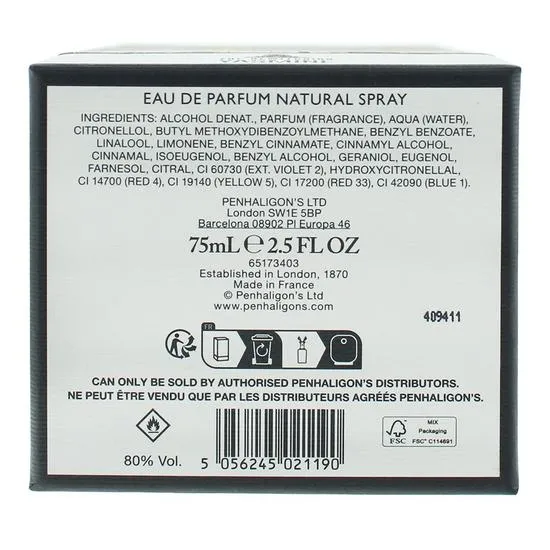 EAU DE PARFUM NATURAL SPRAY
INGREDIENTS: ALCOHOL DENAT., PARFUM (FRAGRANCE), AQUA (WATER),
CITRONELLOL, BUTYL METHOXYDIBENZOYLMETHANE, BENZYL BENZOATE,
LINALOOL, LIMONENE, BENZYL CINNAMATE, CINNAMYL ALCOHOL,
CINNAMAL, ISOEUGENOL, BENZYL ALCOHOL, GERANIOL, EUGENOL,
FARNESOL, CITRAL, CI 60730 (EXT. VIOLET 2), HYDROXYCITRONELLAL,
CI 14700 (RED 4), CI 19140 (YELLOW 5), CI 17200 (RED 33), CI 42090 (BLUE 1).
PENHALIGON'S LTD
London SW1E 5BP
Barcelona 08902 Pl Europa 46
75mL ℮ 2.5 FL OZ
65173403
Established in London, 1870
Made in France
© Penhaligon's Ltd
www.penhaligons.com
409411
FR
CAN ONLY BE SOLD BY AUTHORISED PENHALIGON'S DISTRIBUTORS.
NE PEUT ÊTRE VENDU QUE PAR LES DISTRIBUTEURS AGRÉÉS PENHALIGON'S.
80% Vol.
5 056245 021190
FSC
MIX
Packaging
FSC® C114691